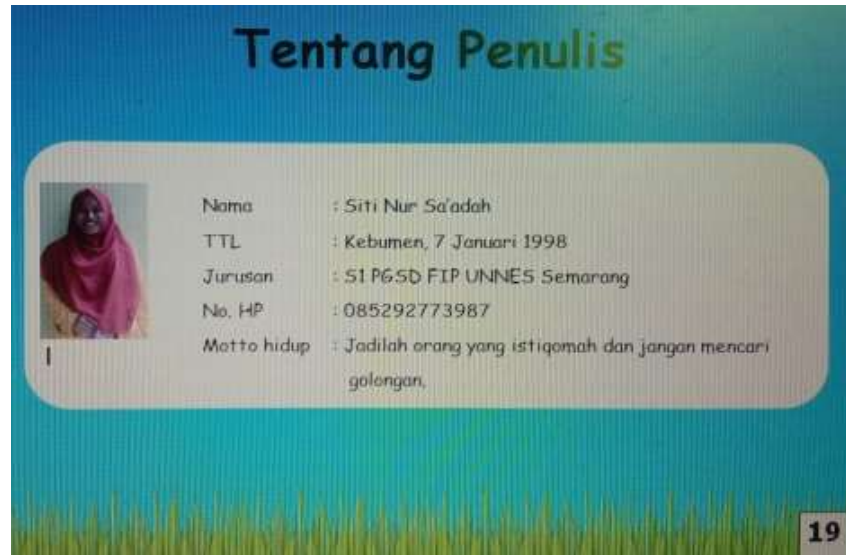 Tentang Penulis
Nama : Siti Nur Sa'adah
TTL : Kebumen, 7 Januari 1998
Jurusan : S1 PGSD FIP UNNES Semarang
No. HP : 085292773987
Motto hidup : Jadilah orang yang istiqomah dan jangan mencari
golongan,
19